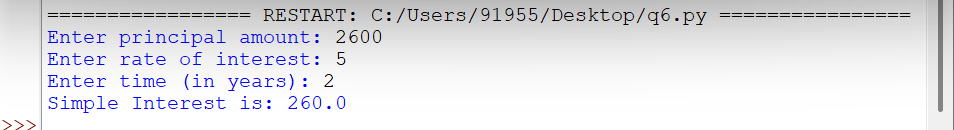 ================= RESTART: C:/Users/91955/Desktop/q6.py ================
Enter principal amount: 2600
Enter rate of interest: 5
Enter time (in years): 2
Simple Interest is: 260.0
>>>